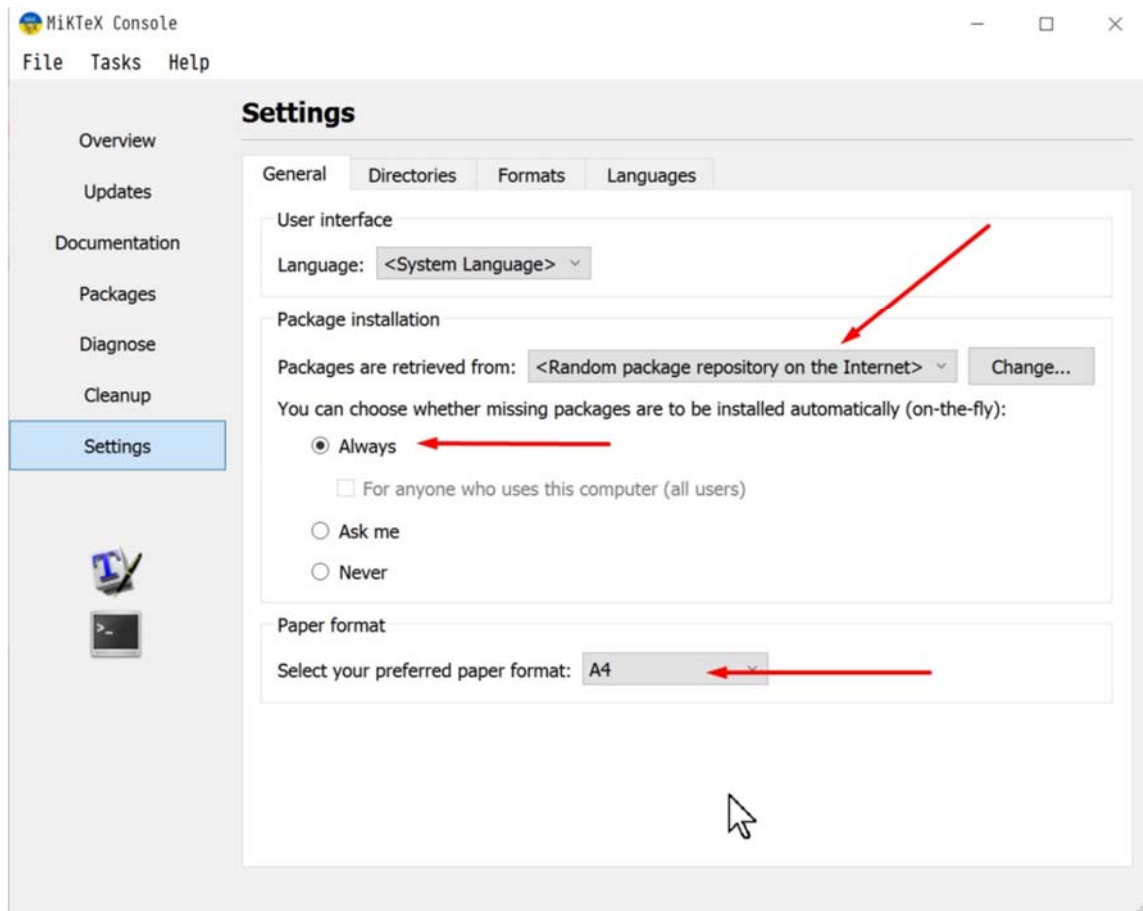 MiKTeX Console
File Tasks Help
Settings
Overview
Updates
Documentation
Packages
Diagnose
Cleanup
Settings
General Directories Formats Languages
User interface
Language: <System Language>
Package installation
Packages are retrieved from: <Random package repository on the Internet> Change...
You can choose whether missing packages are to be installed automatically (on-the-fly):
Always
For anyone who uses this computer (all users)
Ask me
Never
Paper format
Select your preferred paper format: A4
T
>_